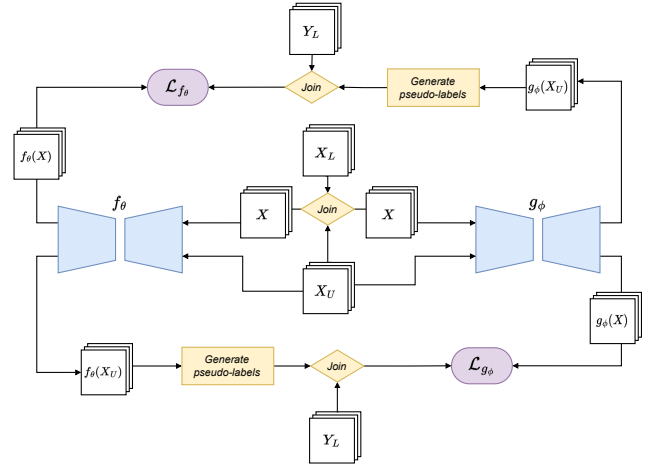 Y_L
𝓛_{f_θ}
Join
Generate
pseudo-labels
g_ϕ(X_U)
f_θ(X)
X_L
f_θ
X
Join
X
g_ϕ
X_U
g_ϕ(X)
f_θ(X_U)
Generate
pseudo-labels
Join
𝓛_{g_ϕ}
Y_L